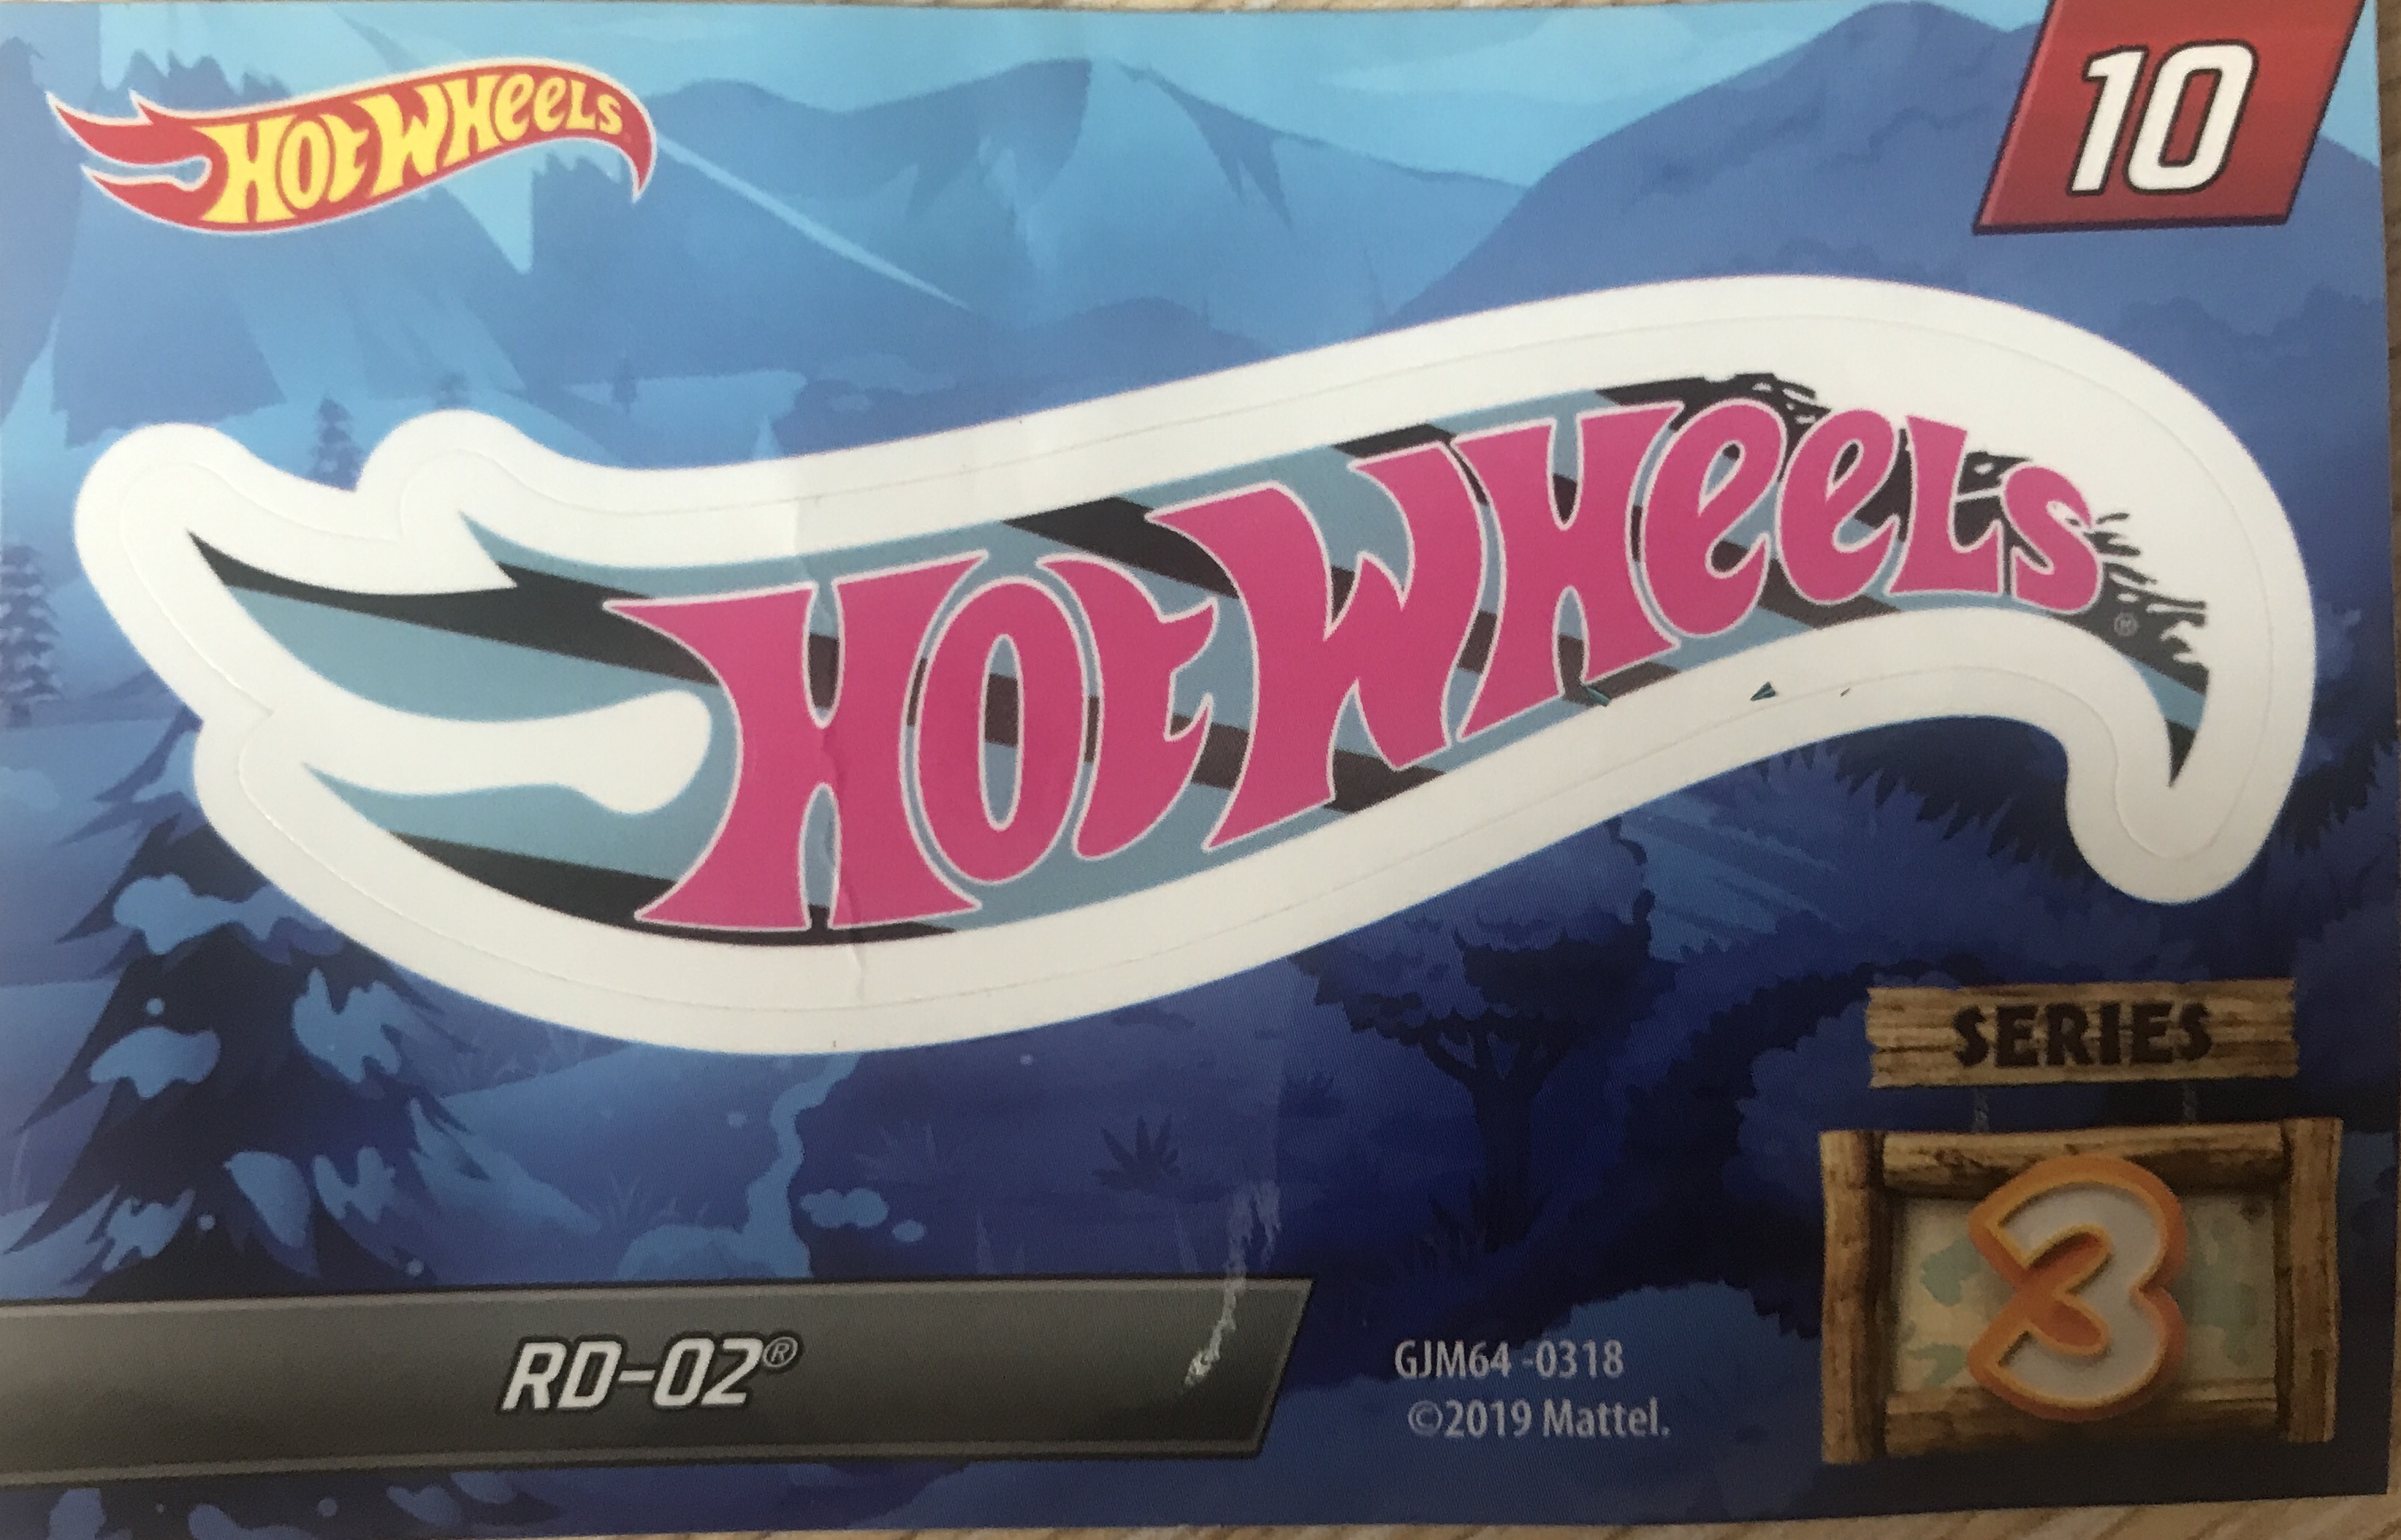 HOT WHEELS
10
HOT WHEELS ®
SERIES
3
RD-02®
GJM64 -0318
©2019 Mattel.